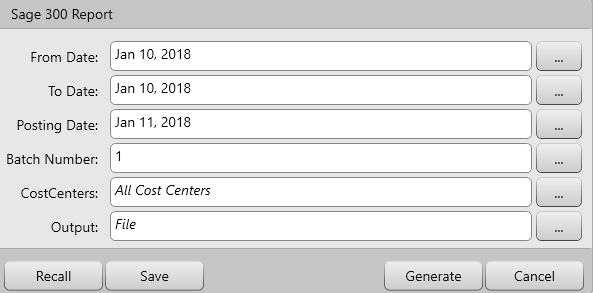 Sage 300 Report
From Date: Jan 10, 2018 ...
To Date: Jan 10, 2018 ...
Posting Date: Jan 11, 2018 ...
Batch Number: 1 ...
CostCenters: All Cost Centers ...
Output: File ...
Recall Save Generate Cancel